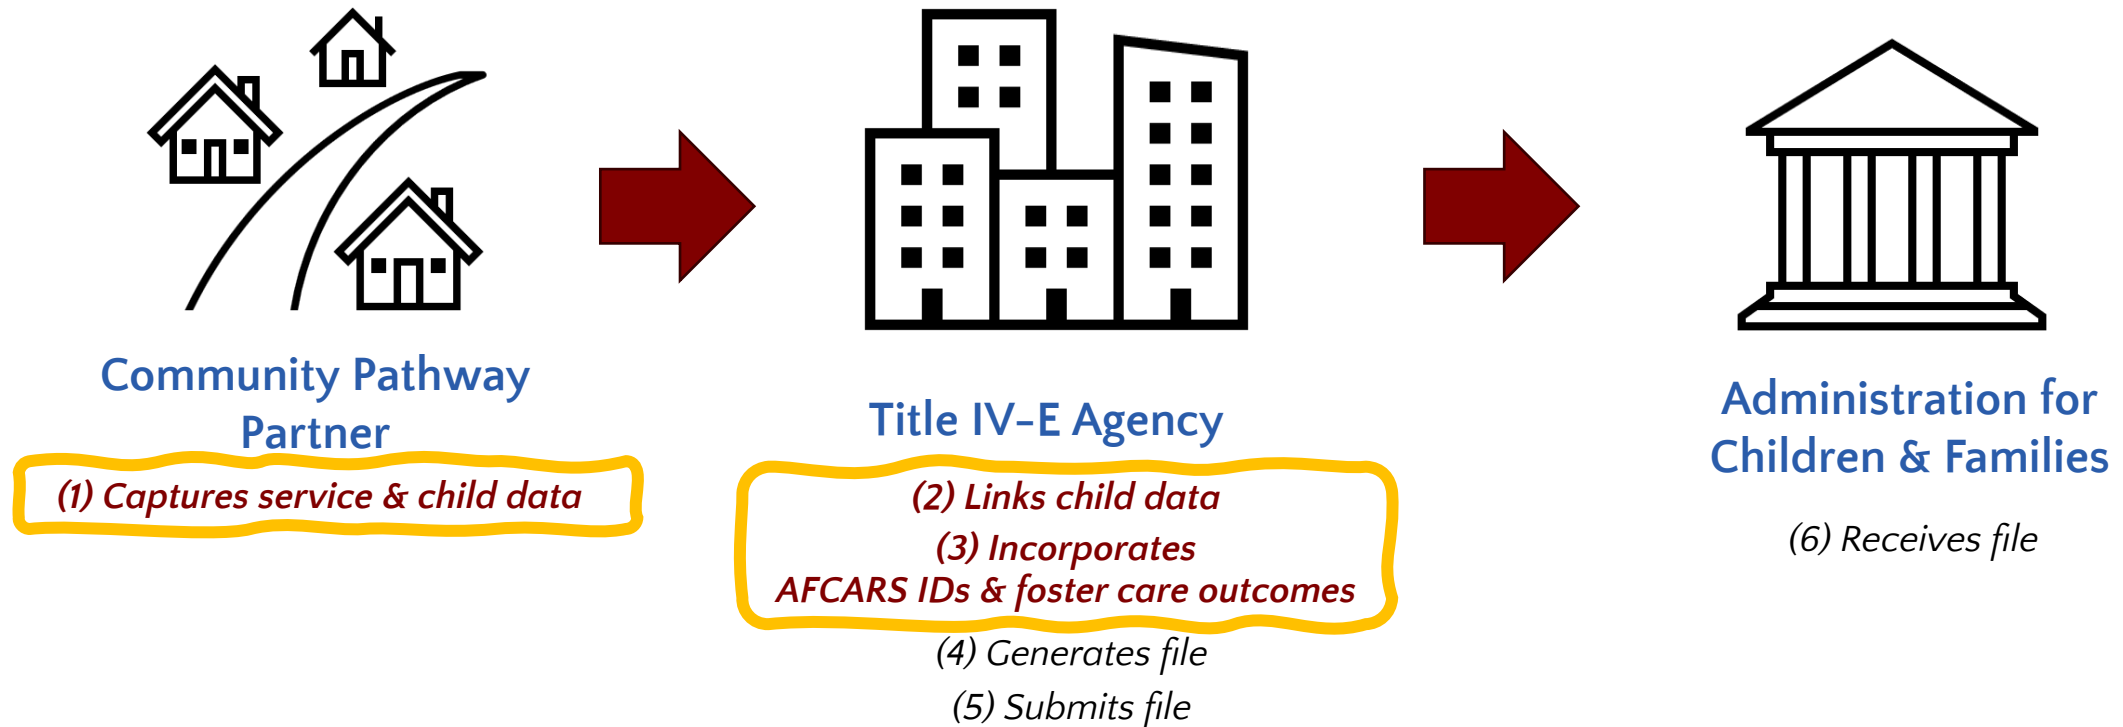 Community Pathway
Partner
(1) Captures service & child data
Title IV-E Agency
(2) Links child data
(3) Incorporates
AFCARS IDs & foster care outcomes
(4) Generates file
(5) Submits file
Administration for
Children & Families
(6) Receives file